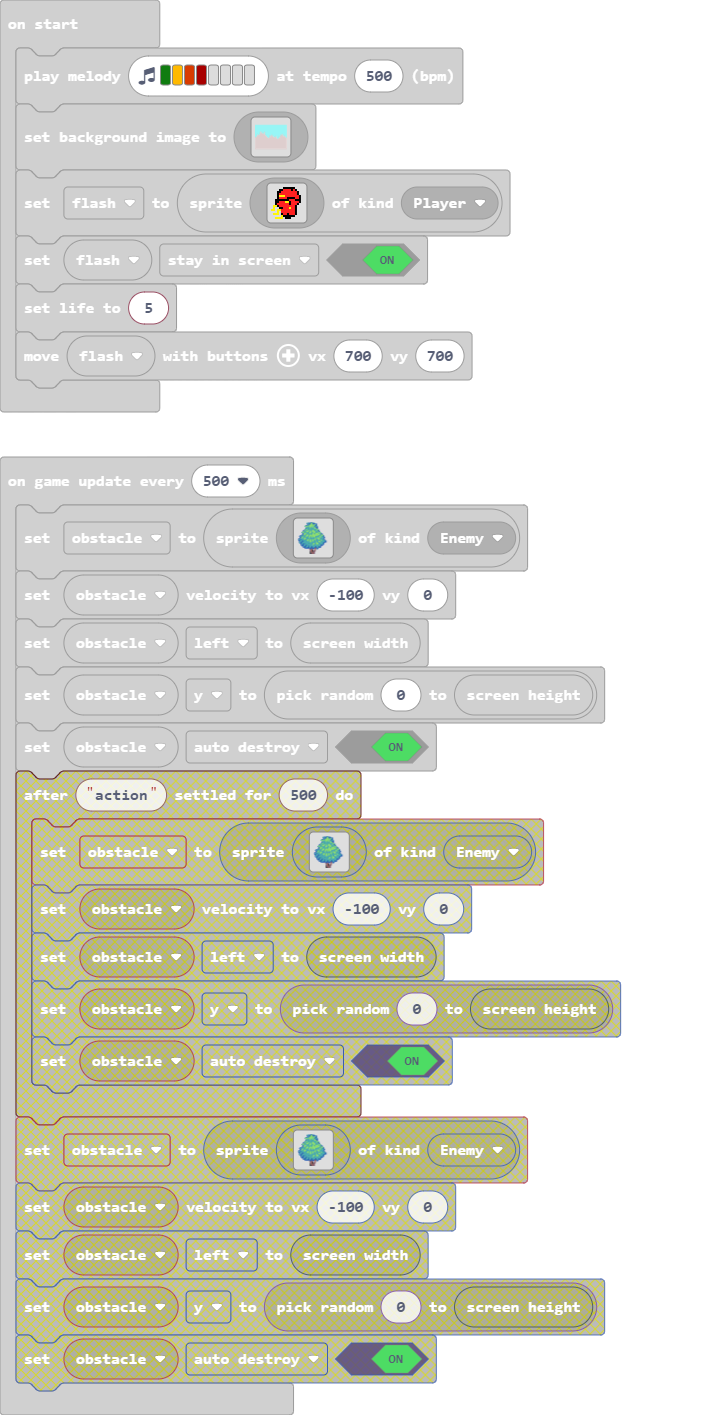 on start
play melody at tempo 500 (bpm)
set background image to
set flash to sprite of kind Player
set flash stay in screen ON
set life to 5
move flash with buttons vx 700 vy 700
on game update every 500 ms
set obstacle to sprite of kind Enemy
set obstacle velocity to vx -100 vy 0
set obstacle left to screen width
set obstacle y to pick random 0 to screen height
set obstacle auto destroy ON
after "action" settled for 500 do
set obstacle to sprite of kind Enemy
set obstacle velocity to vx -100 vy 0
set obstacle left to screen width
set obstacle y to pick random 0 to screen height
set obstacle auto destroy ON
set obstacle to sprite of kind Enemy
set obstacle velocity to vx -100 vy 0
set obstacle left to screen width
set obstacle y to pick random 0 to screen height
set obstacle auto destroy ON